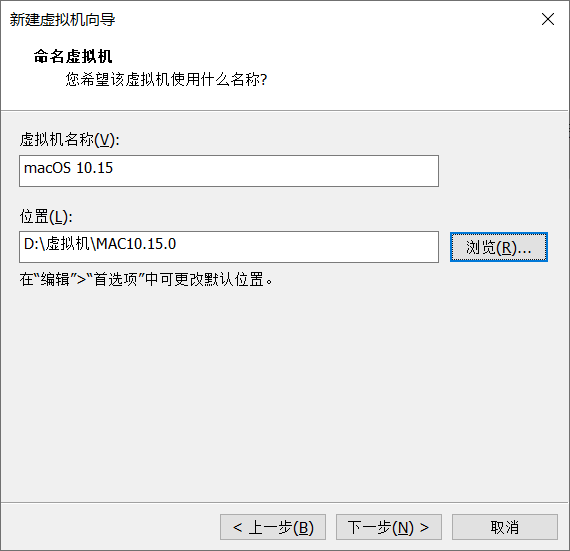 新建虚拟机向导
命名虚拟机
您希望该虚拟机使用什么名称?
虚拟机名称(V):
macOS 10.15
位置(L):
D:\虚拟机\MAC10.15.0
浏览(R)...
在“编辑”>“首选项”中可更改默认位置。
< 上一步(B)
下一步(N) >
取消